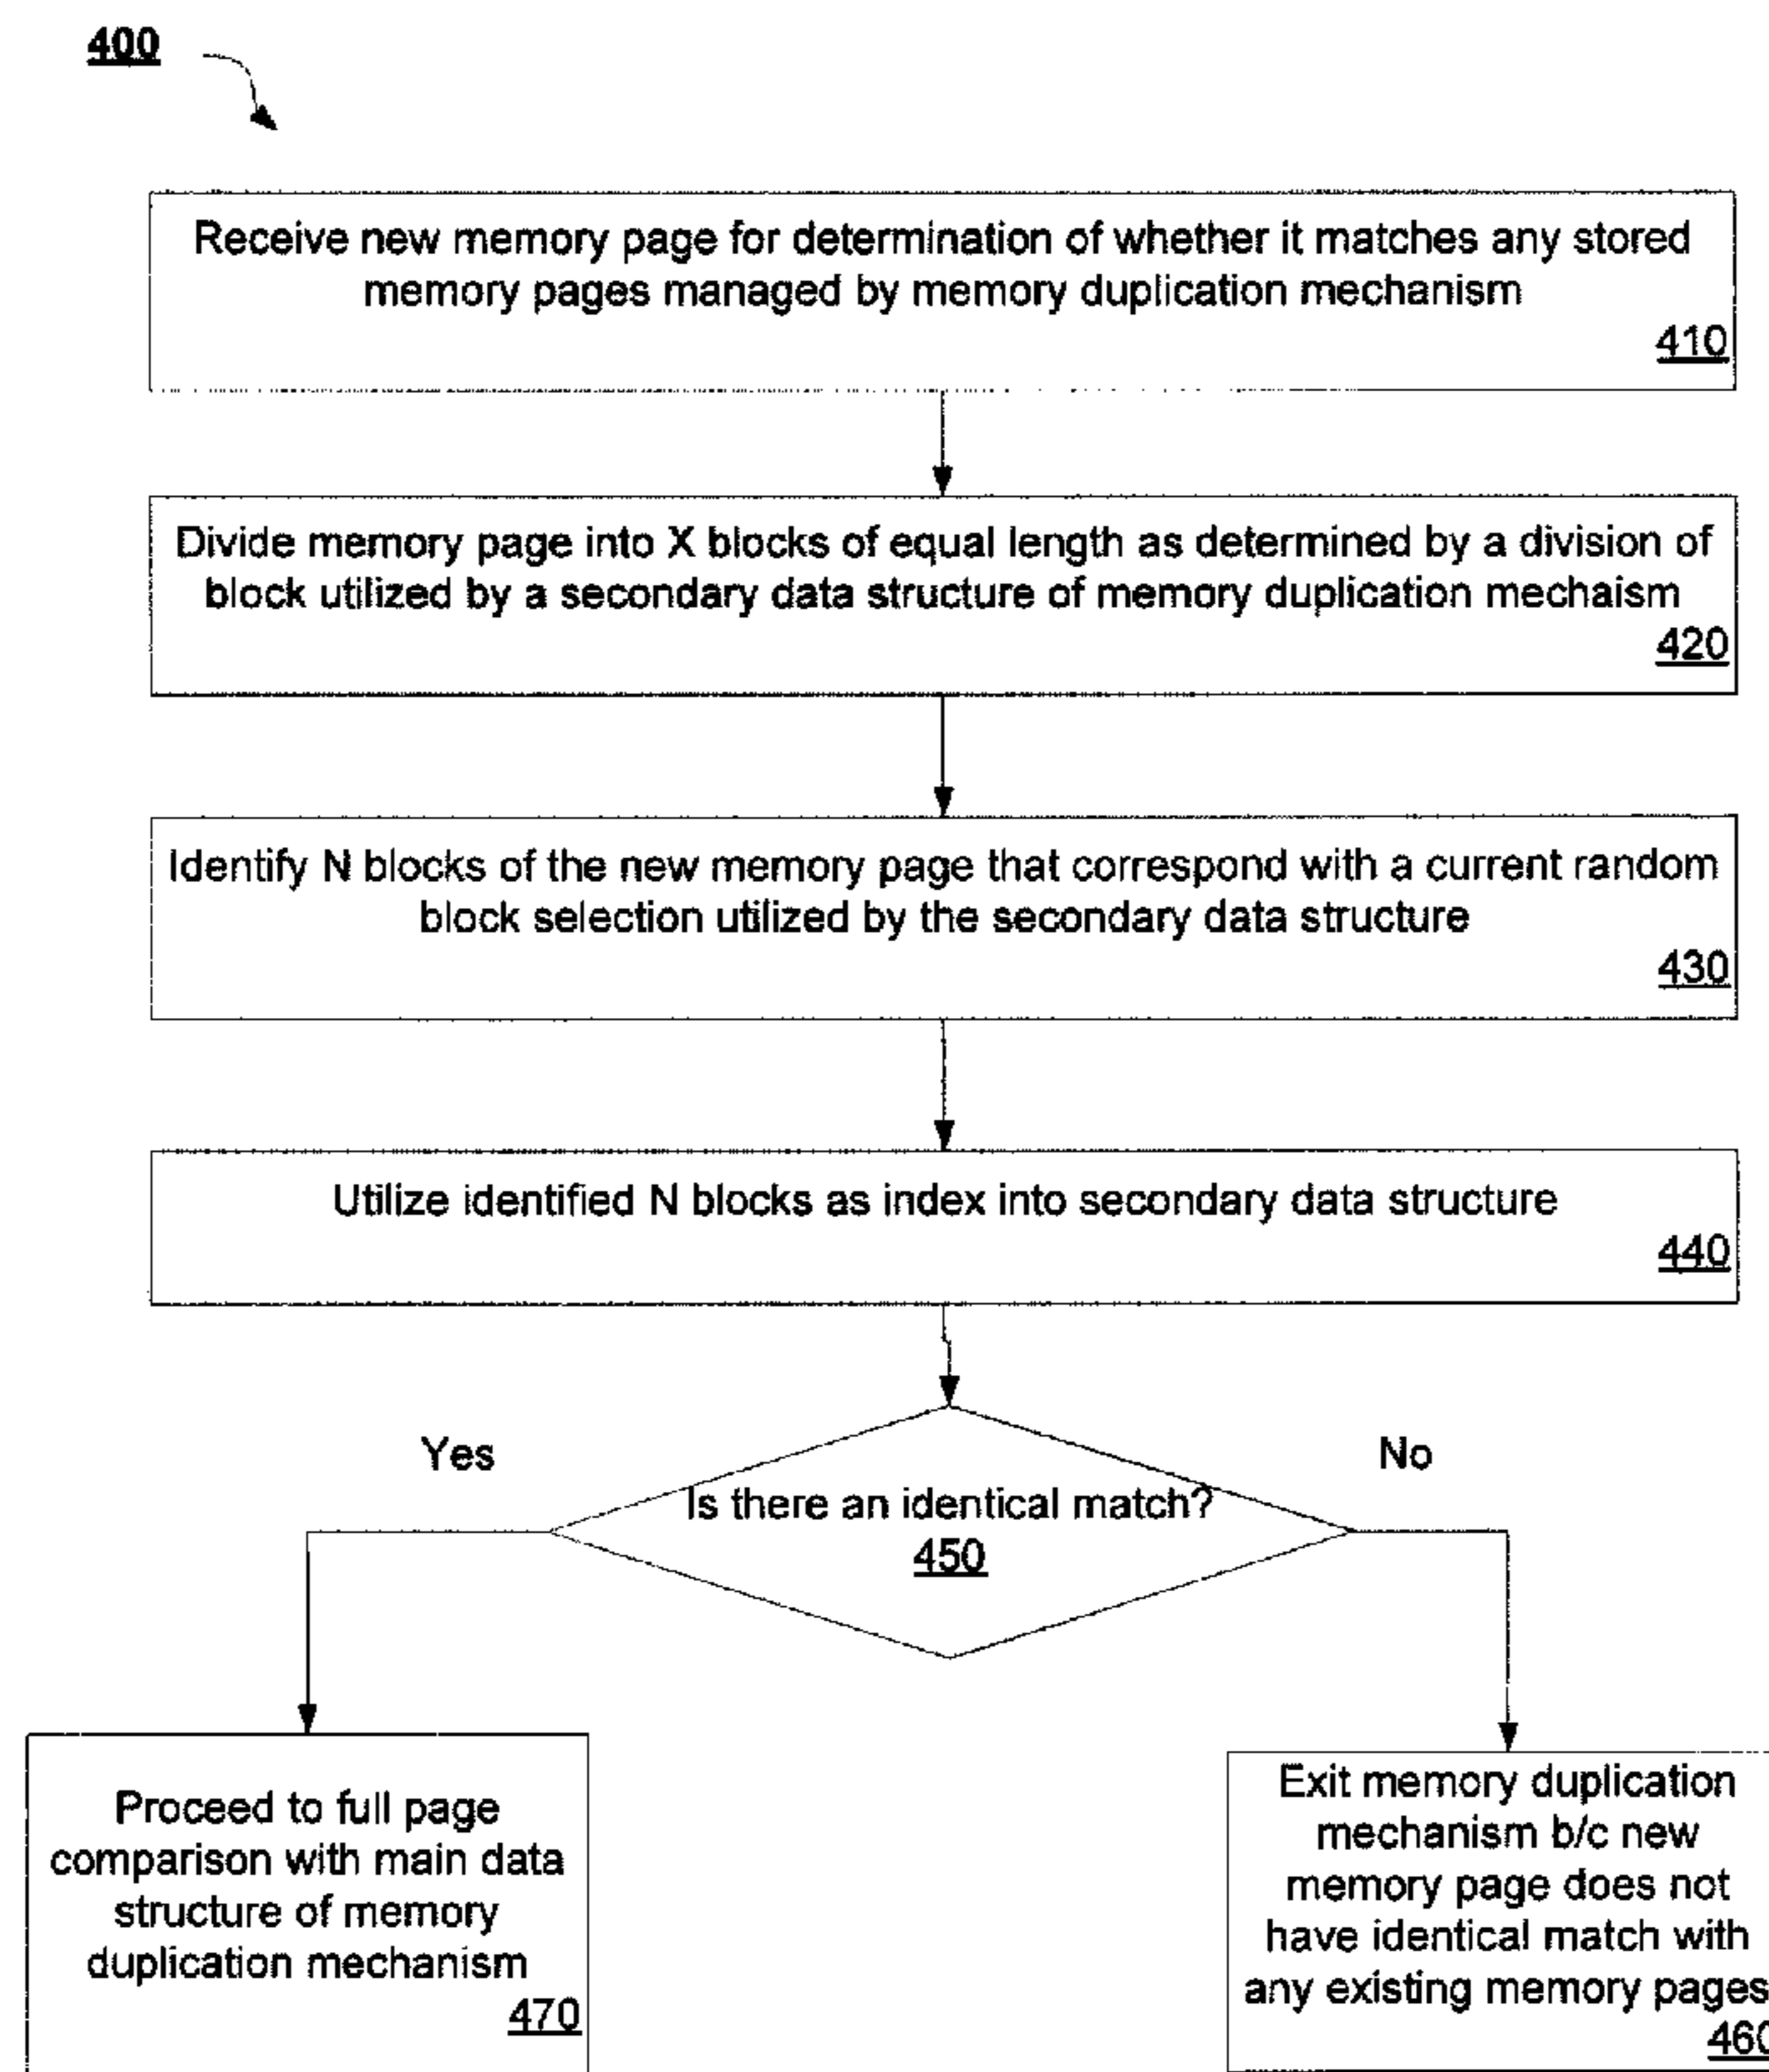 400
Receive new memory page for determination of whether it matches any stored
memory pages managed by memory duplication mechanism
410
Divide memory page into X blocks of equal length as determined by a division of
block utilized by a secondary data structure of memory duplication mechaism
420
Identify N blocks of the new memory page that correspond with a current random
block selection utilized by the secondary data structure
430
Utilize identified N blocks as index into secondary data structure
440
Yes
No
Is there an identical match?
450
Proceed to full page
comparison with main data
structure of memory
duplication mechanism
470
Exit memory duplication
mechanism b/c new
memory page does not
have identical match with
any existing memory pages
460